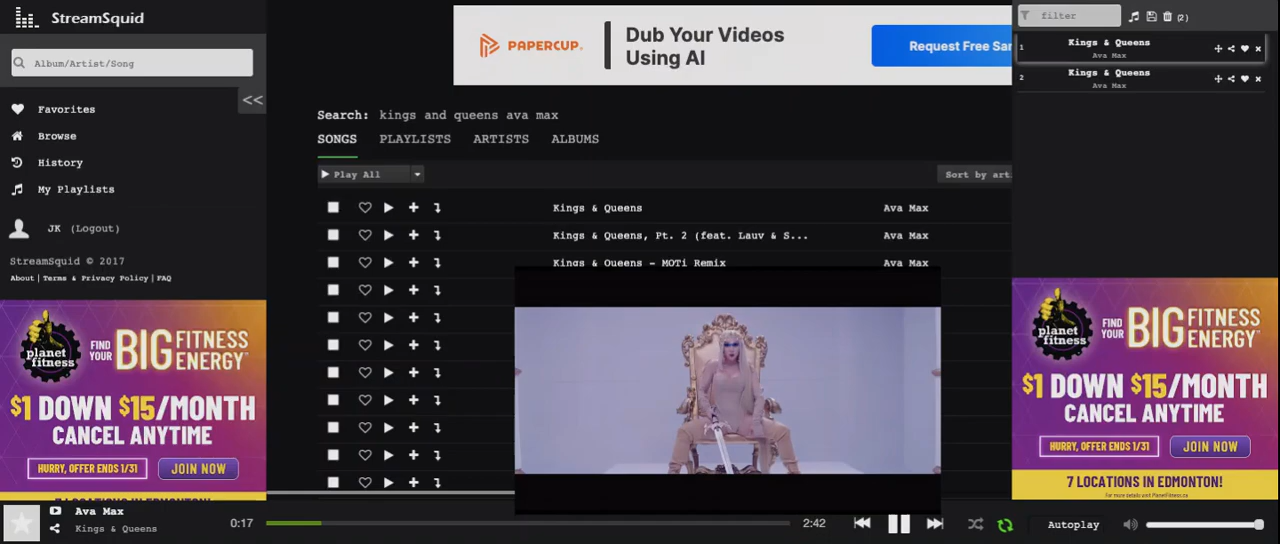 StreamSquid
Album/Artist/Song
<<
Favorites
Browse
History
My Playlists
JK (Logout)
StreamSquid © 2017
About | Terms & Privacy Policy | FAQ
planet fitness
FIND YOUR BIG FITNESS ENERGY
$1 DOWN $15/MONTH
CANCEL ANYTIME
HURRY, OFFER ENDS 1/31
JOIN NOW
7 LOCATIONS IN EDMONTON!
PAPERCUP
Dub Your Videos
Using AI
Request Free Sam
Search: kings and queens ava max
SONGS PLAYLISTS ARTISTS ALBUMS
Play All
Sort by art
Kings & Queens Ava Max
Kings & Queens, Pt. 2 (feat. Lauv & S... Ava Max
Kings & Queens - MOTi Remix Ava Max
filter
(2)
1 Kings & Queens
Ava Max
2 Kings & Queens
Ava Max
planet fitness
FIND YOUR BIG FITNESS ENERGY
$1 DOWN $15/MONTH
CANCEL ANYTIME
HURRY, OFFER ENDS 1/31
JOIN NOW
7 LOCATIONS IN EDMONTON!
Ava Max
Kings & Queens
0:17
2:42
Autoplay